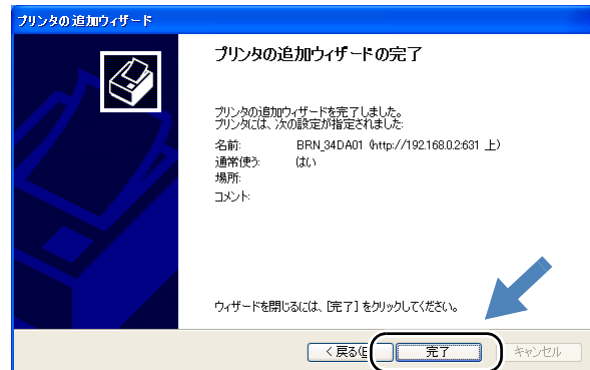 プリンタの追加ウィザード
プリンタの追加ウィザードの完了
プリンタの追加ウィザードを完了しました。
プリンタには、次の設定が指定されました:
名前: BRN_34DA01 (http://192.168.0.2:631 上)
通常使う: はい
場所:
コメント:
ウィザードを閉じるには、[完了] をクリックしてください。
< 戻る(B
完了
キャンセル